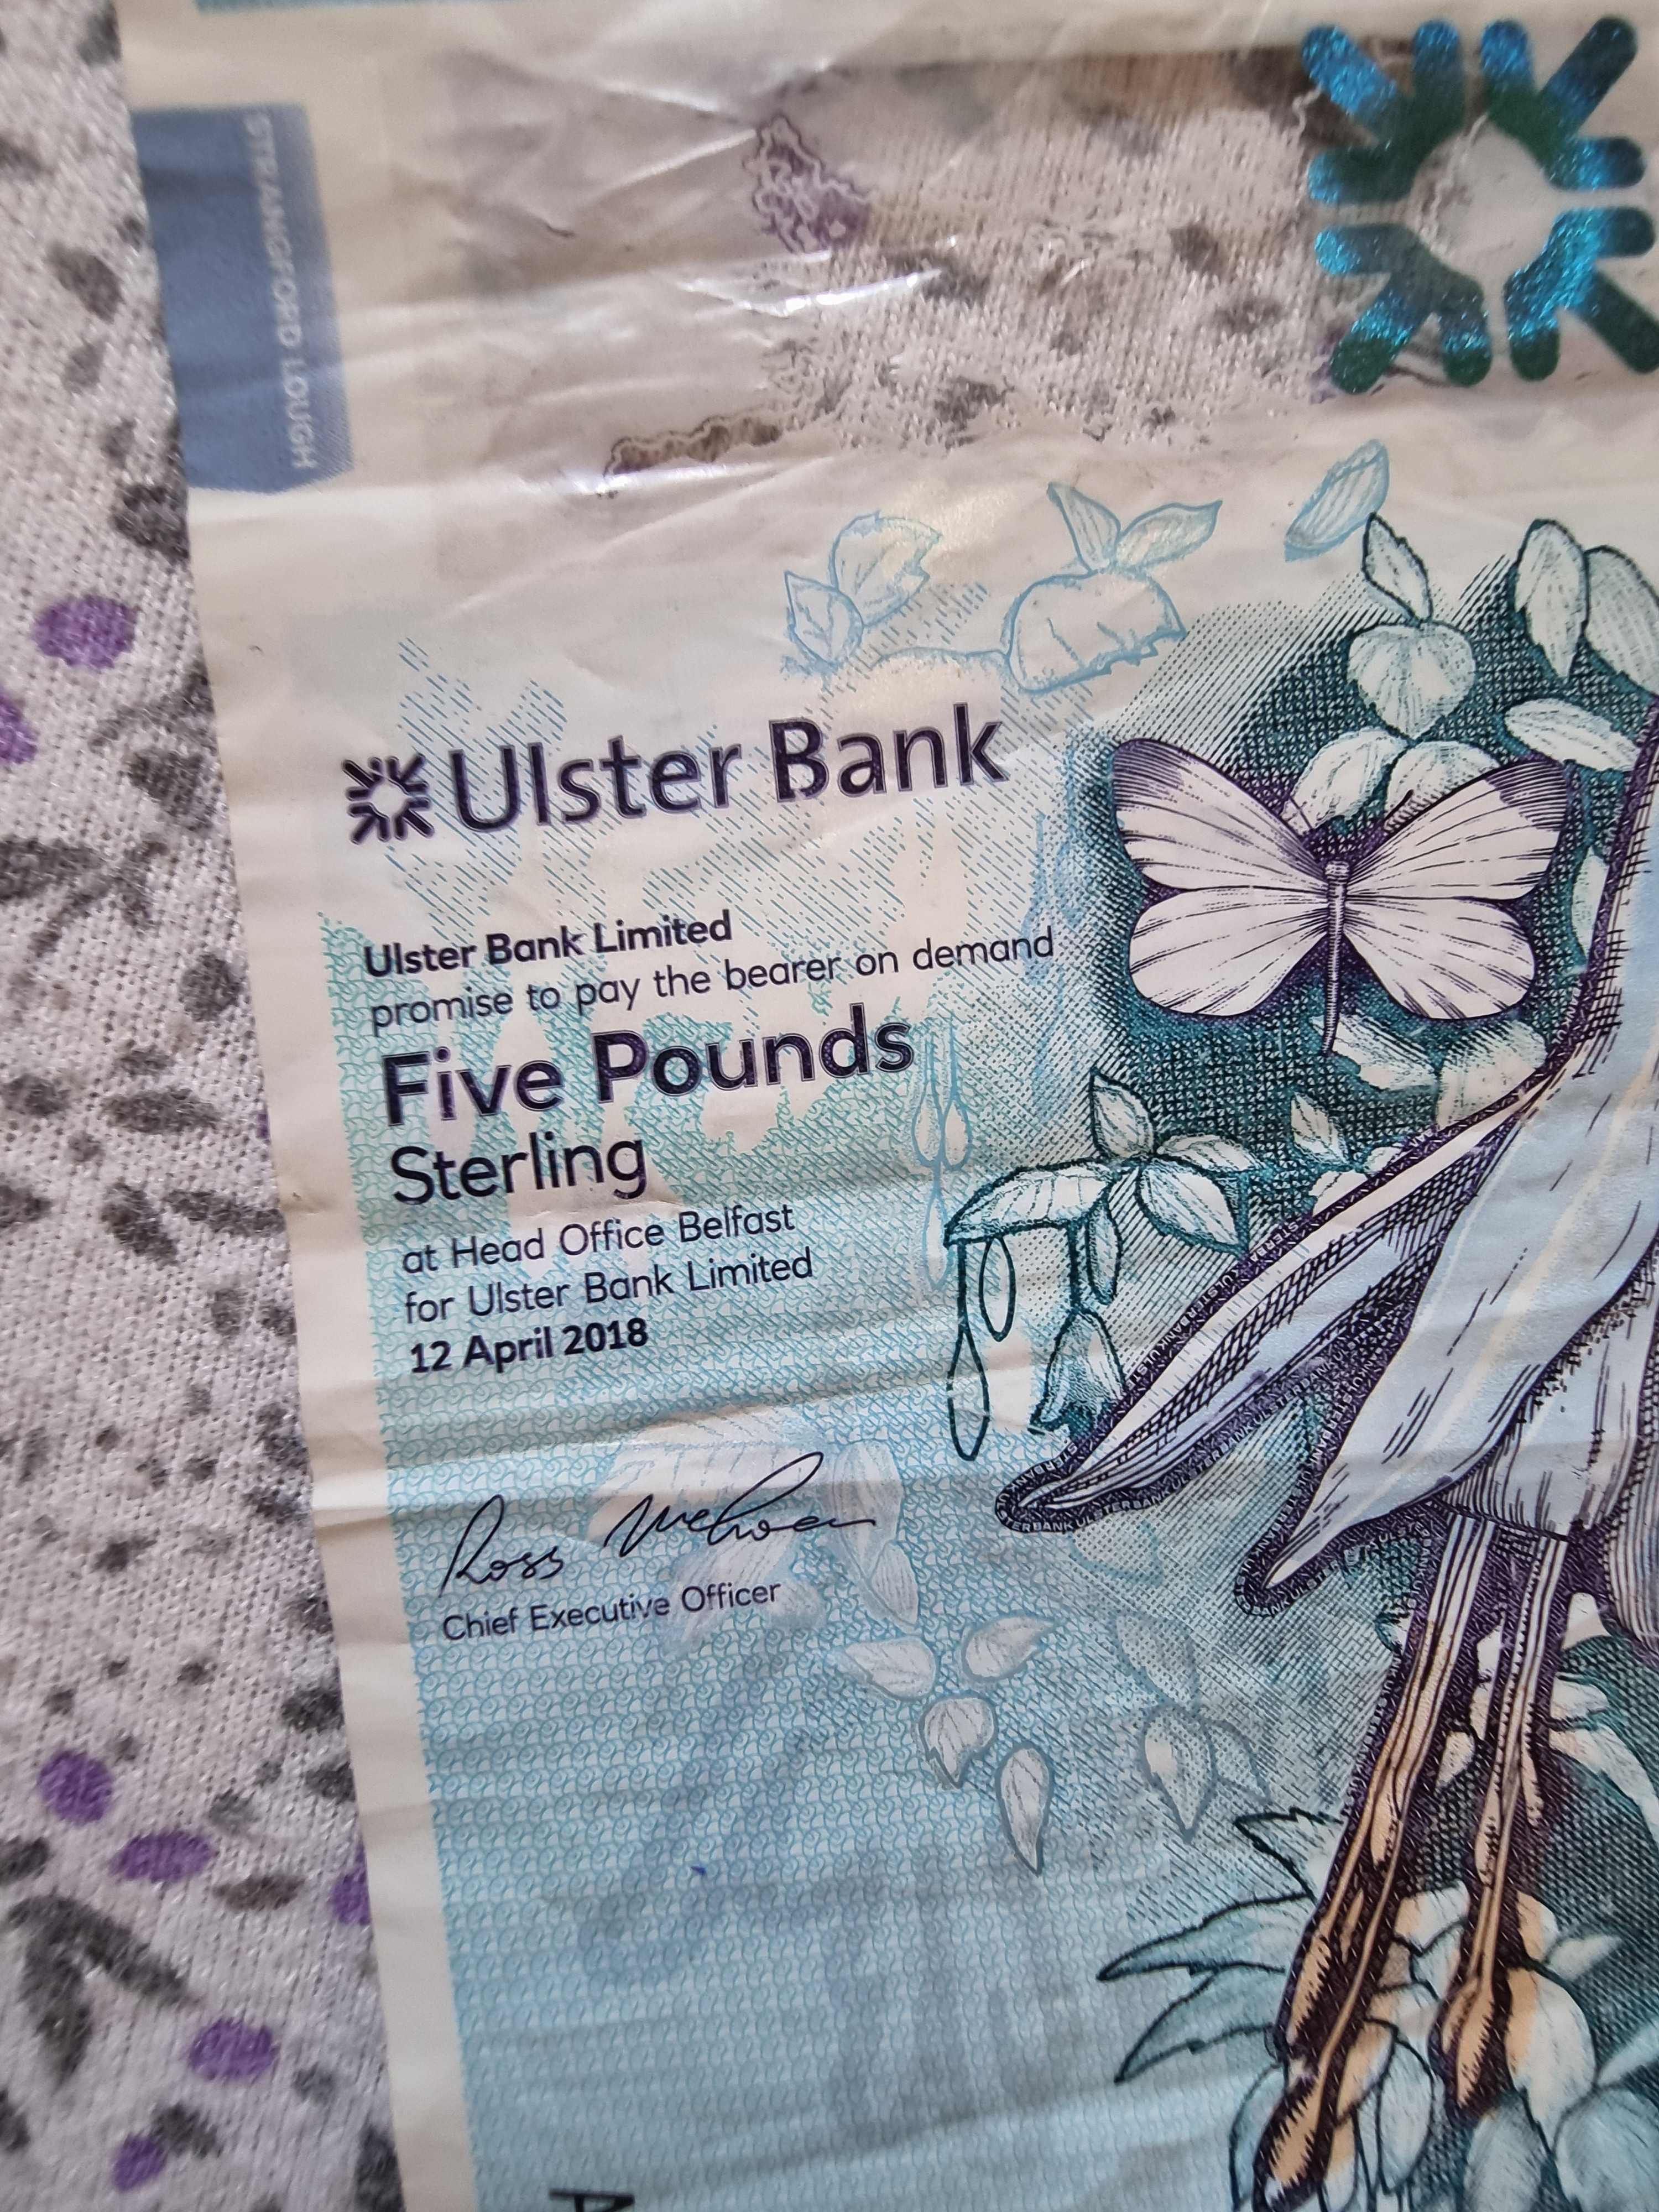 STRANGFORD LOUGH
Ulster Bank
Ulster Bank Limited
promise to pay the bearer on demand
Five Pounds
Sterling
at Head Office Belfast
for Ulster Bank Limited
12 April 2018
Ross
Chief Executive Officer